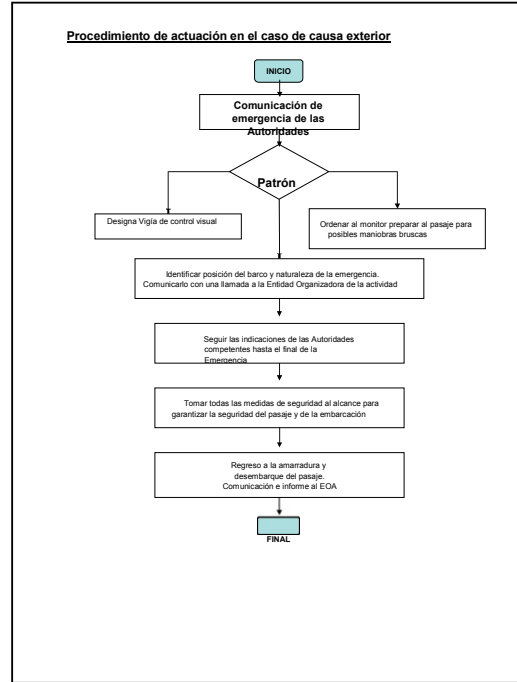 Procedimiento de actuación en el caso de causa exterior
INICIO
Comunicación de
emergencia de las
Autoridades
Patrón
Designa Vigía de control visual
Ordenar al monitor preparar al pasaje para
posibles maniobras bruscas
Identificar posición del barco y naturaleza de la emergencia.
Comunicarlo con una llamada a la Entidad Organizadora de la actividad
Seguir las indicaciones de las Autoridades
competentes hasta el final de la
Emergencia
Tomar todas las medidas de seguridad al alcance para
garantizar la seguridad del pasaje y de la embarcación
Regreso a la amarradura y
desembarque del pasaje.
Comunicación e informe al EOA
FINAL